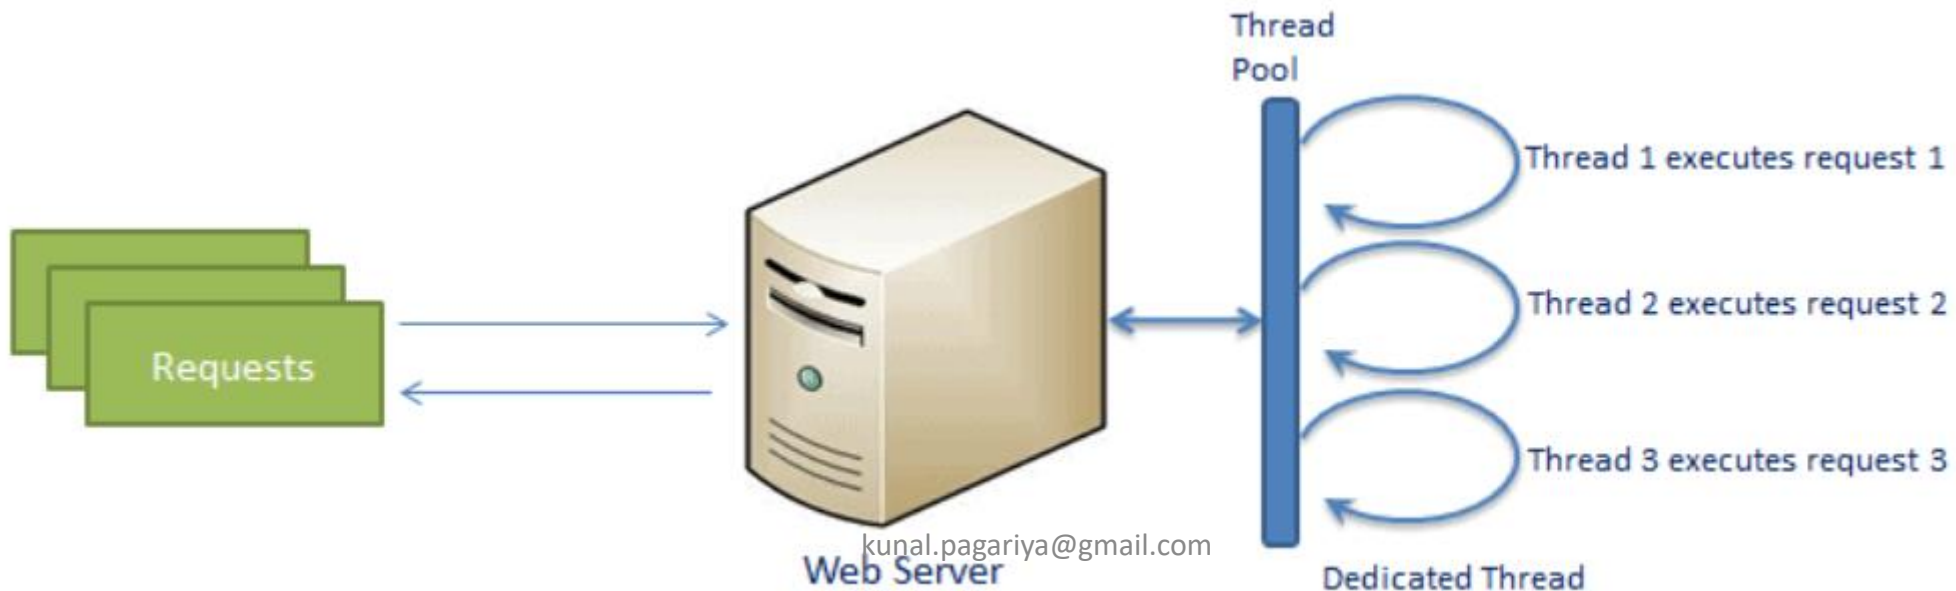 Thread
Pool
Thread 1 executes request 1
Thread 2 executes request 2
Requests
Thread 3 executes request 3
kunal.pagariya@gmail.com
Web Server
Dedicated Thread